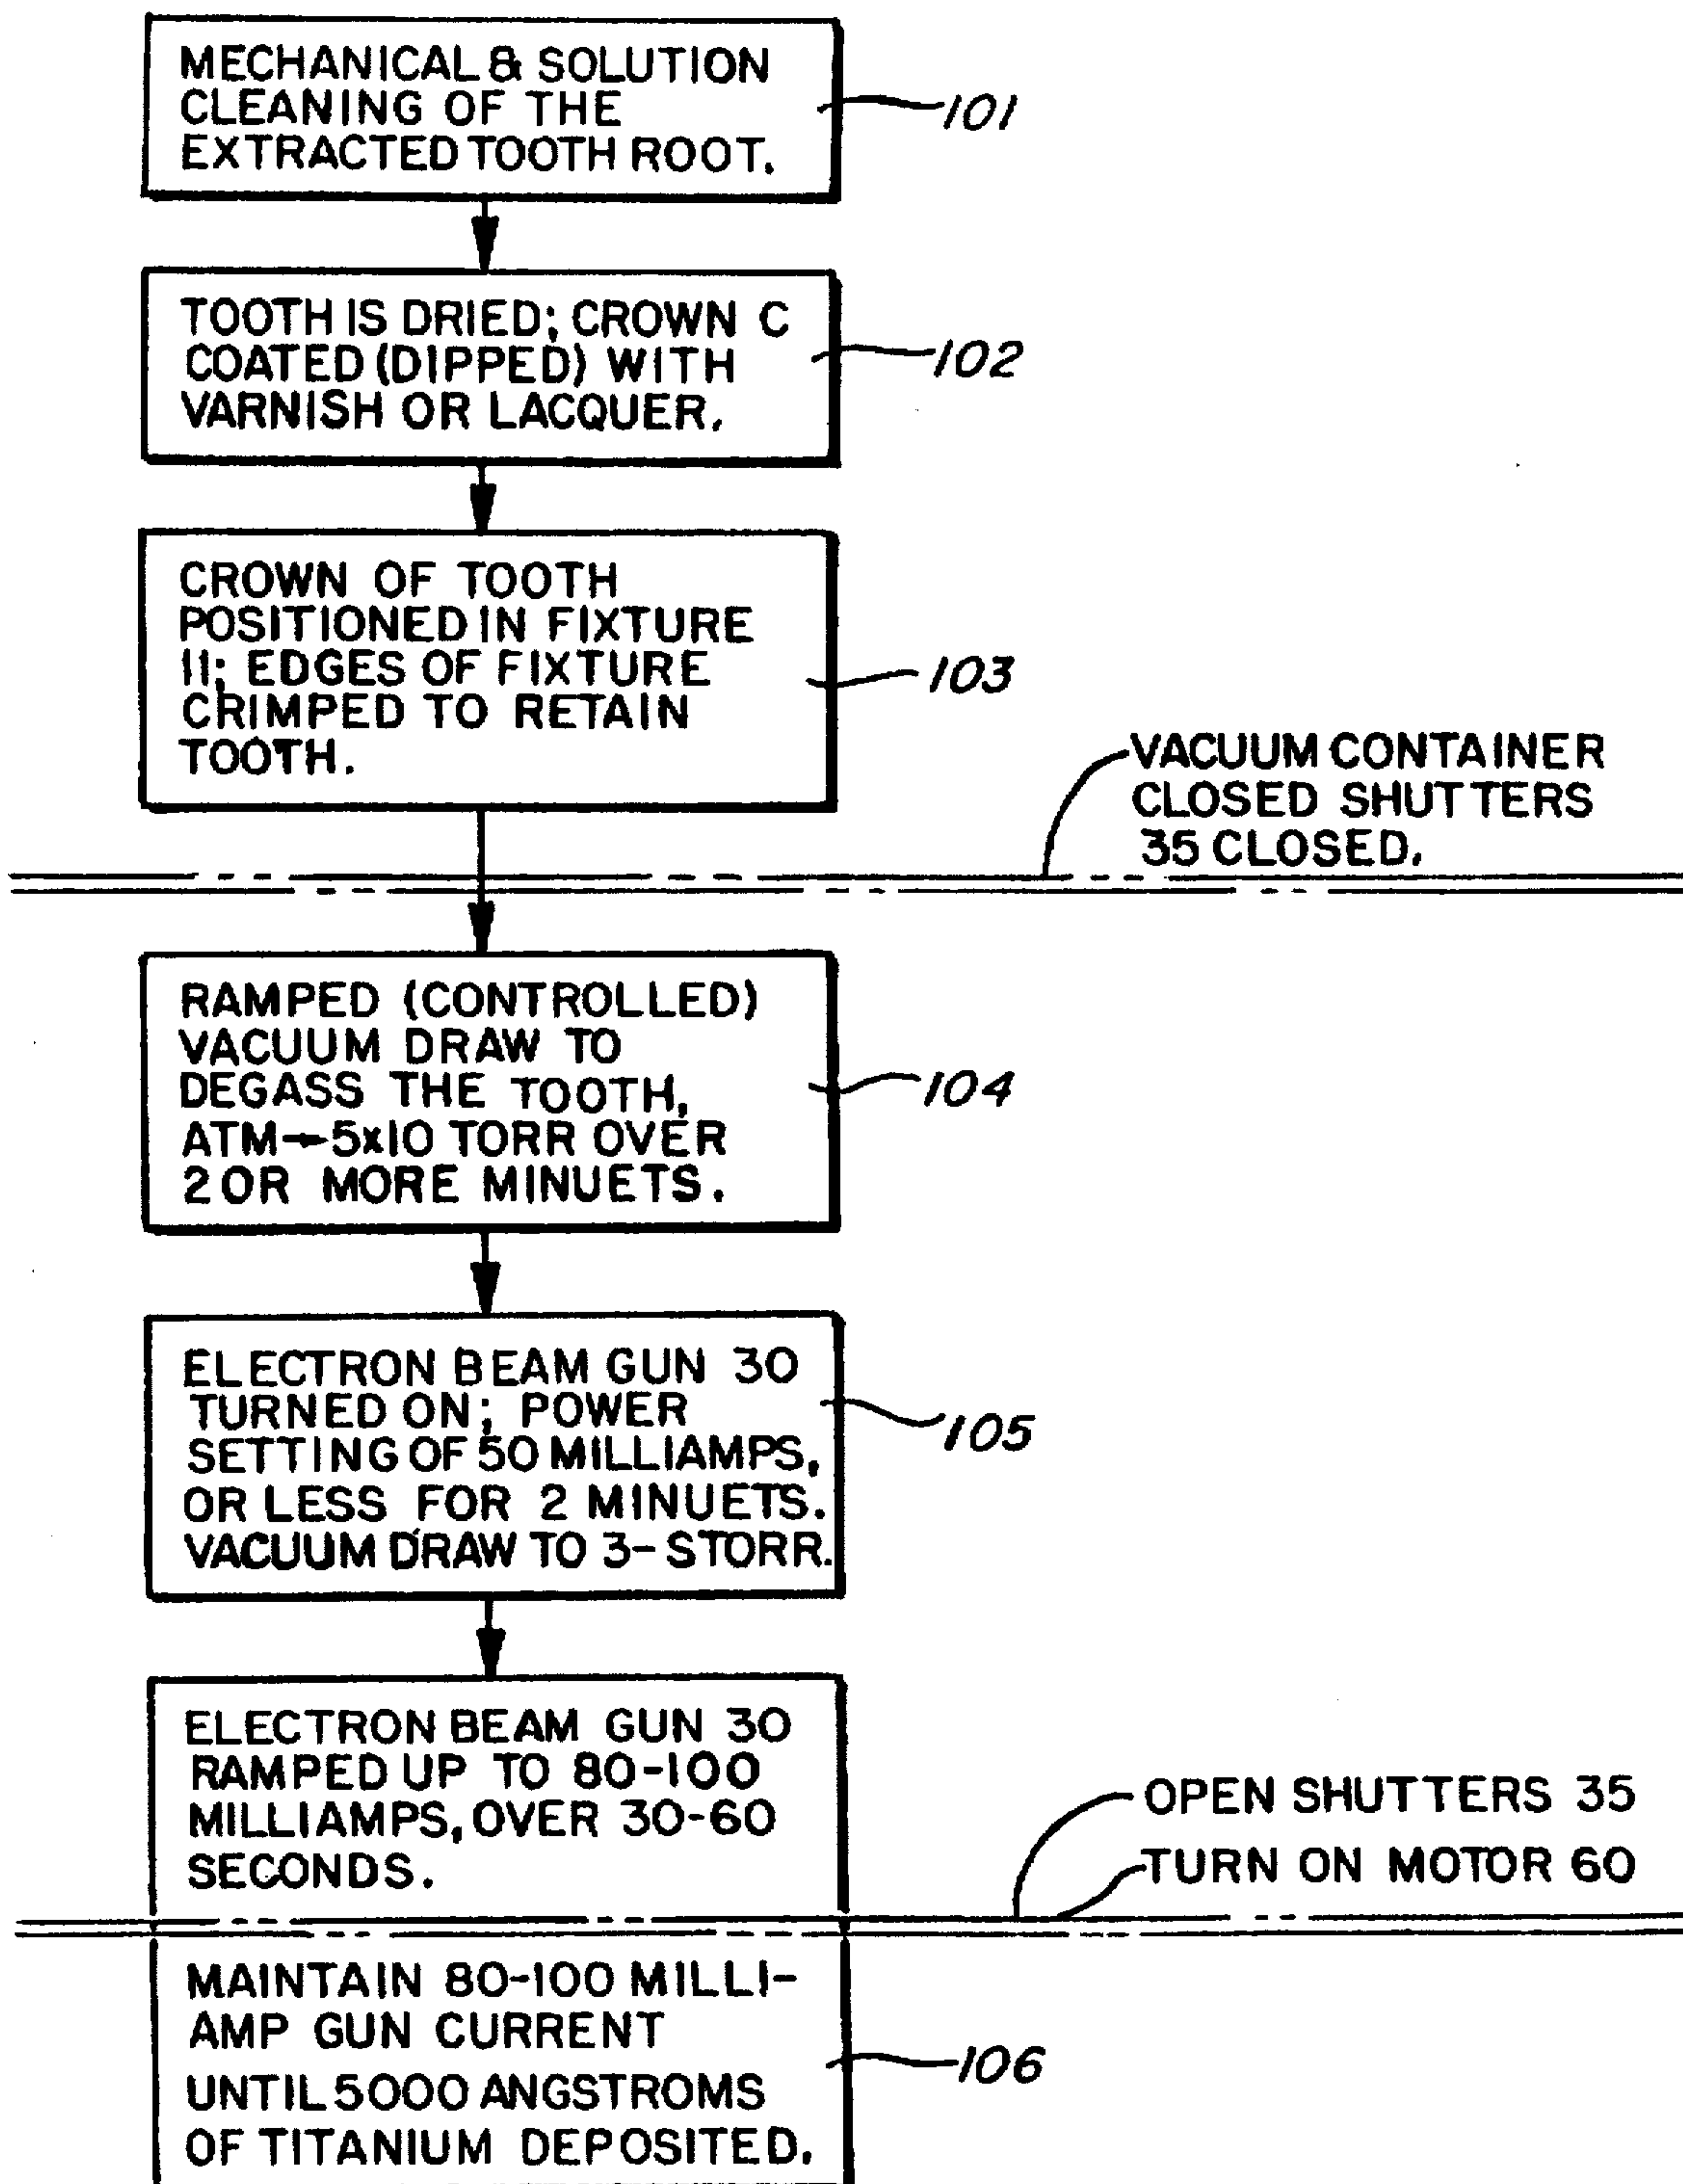 MECHANICAL & SOLUTION
CLEANING OF THE
EXTRACTED TOOTH ROOT.
101
TOOTH IS DRIED; CROWN C
COATED (DIPPED) WITH
VARNISH OR LACQUER.
102
CROWN OF TOOTH
POSITIONED IN FIXTURE
11; EDGES OF FIXTURE
CRIMPED TO RETAIN
TOOTH.
103
VACUUM CONTAINER
CLOSED SHUTTERS
35 CLOSED.
RAMPED (CONTROLLED)
VACUUM DRAW TO
DEGASS THE TOOTH,
ATM→5x10 TORR OVER
2 OR MORE MINUETS.
104
ELECTRON BEAM GUN 30
TURNED ON; POWER
SETTING OF 50 MILLIAMPS,
OR LESS FOR 2 MINUETS.
VACUUM DRAW TO 3-STORR.
105
ELECTRON BEAM GUN 30
RAMPED UP TO 80-100
MILLIAMPS, OVER 30-60
SECONDS.
OPEN SHUTTERS 35
TURN ON MOTOR 60
MAINTAIN 80-100 MILLI-
AMP GUN CURRENT
UNTIL 5000 ANGSTROMS
OF TITANIUM DEPOSITED.
106